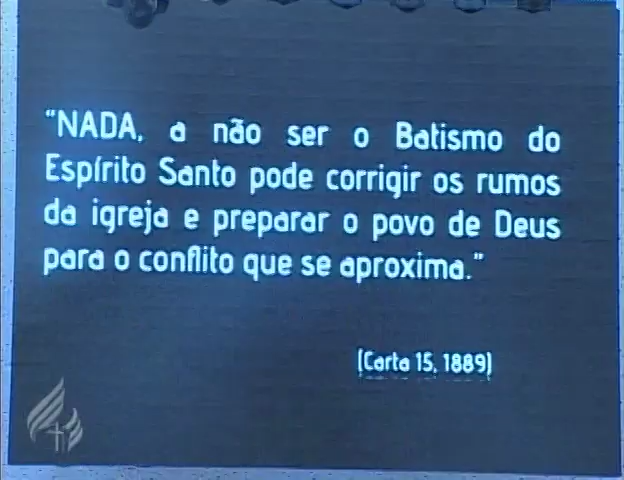 "NADA, a não ser o Batismo do
Espírito Santo pode corrigir os rumos
da igreja e preparar o povo de Deus
para o conflito que se aproxima."
(Carta 15, 1889)